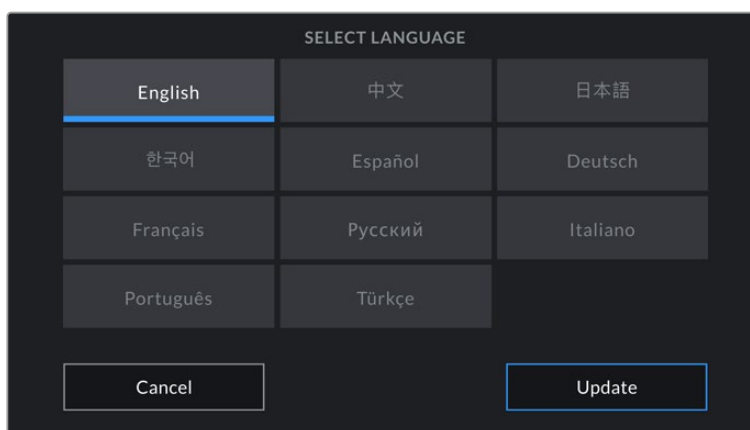 SELECT LANGUAGE
English 中文 日本語
한국어 Español Deutsch
Français Русский Italiano
Português Türkçe
Cancel Update